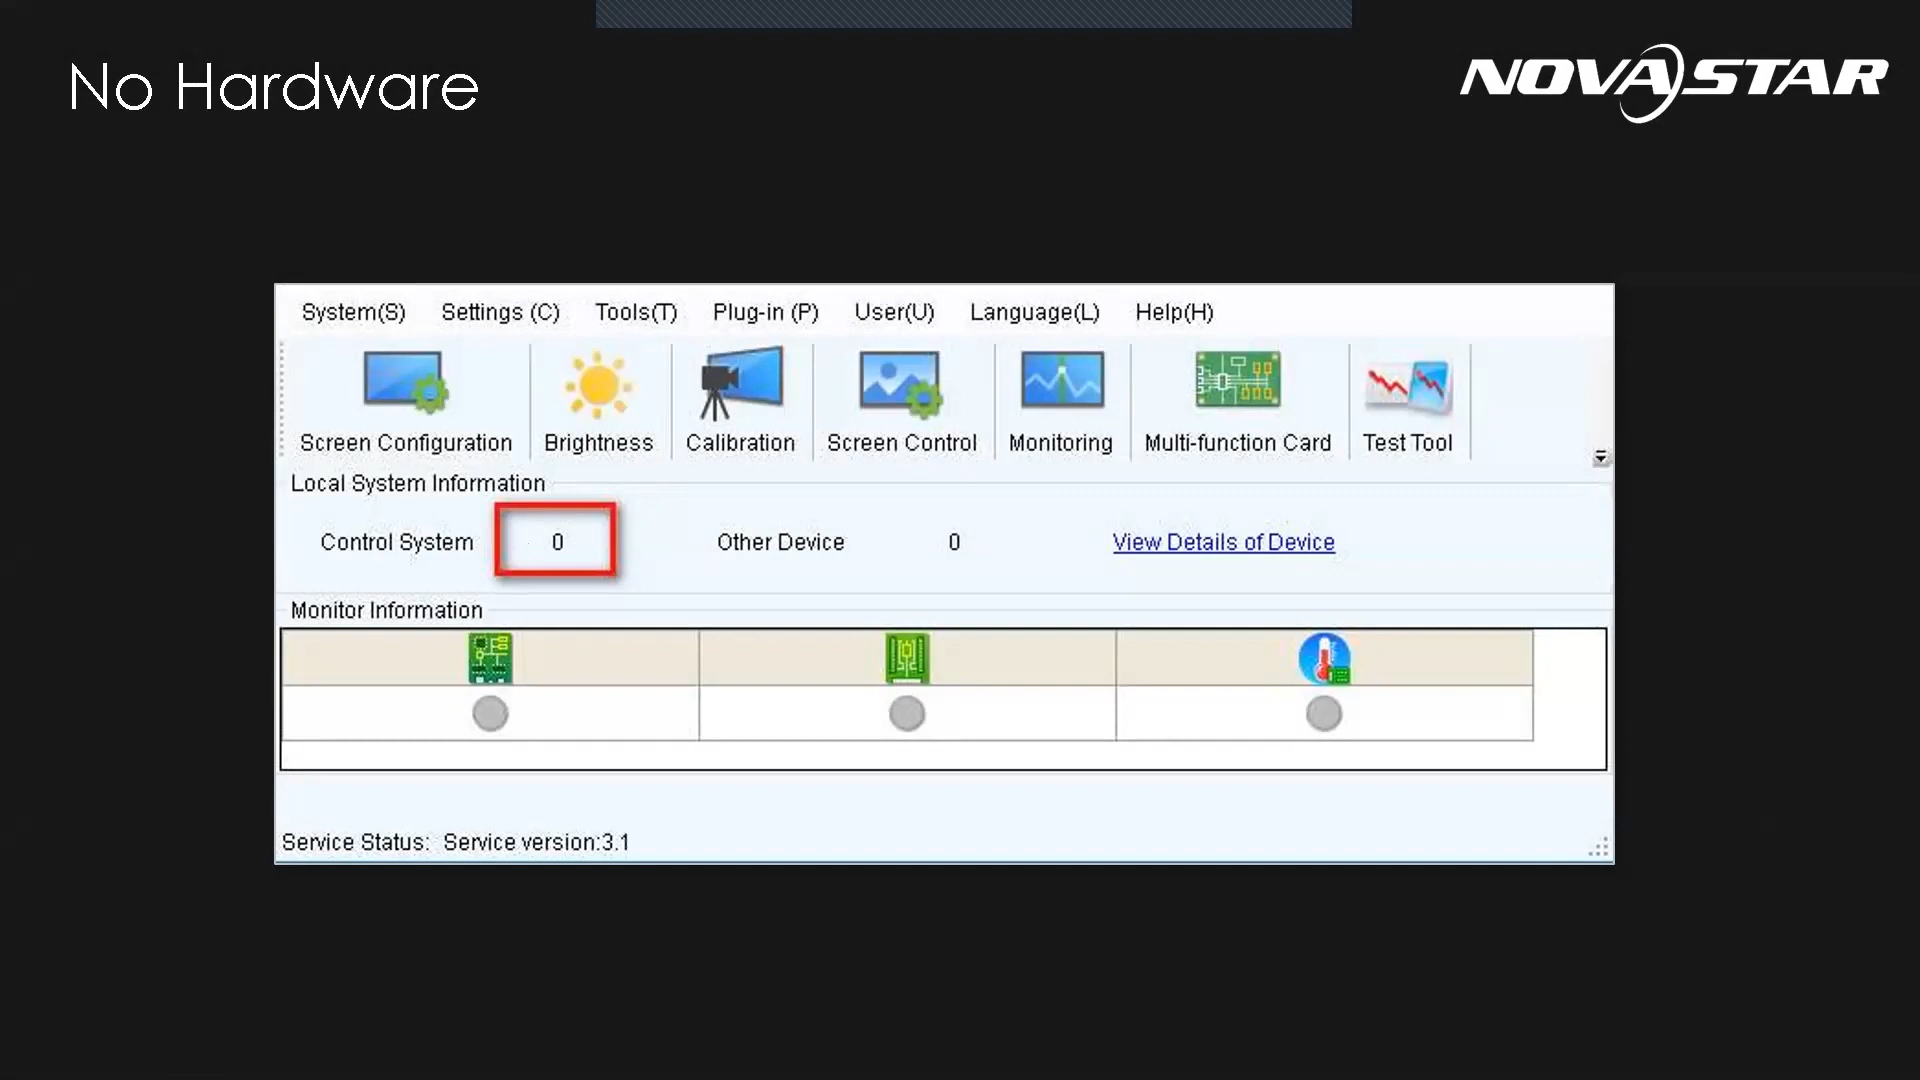 No Hardware
NOVASTAR
System(S) Settings (C) Tools(T) Plug-in (P) User(U) Language(L) Help(H)
Screen Configuration Brightness Calibration Screen Control Monitoring Multi-function Card Test Tool
Local System Information
Control System 0 Other Device 0 View Details of Device
Monitor Information
Service Status: Service version:3.1